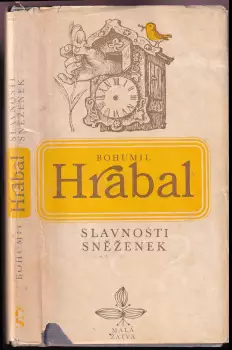 BOHUMIL
Hrabal
SLAVNOSTI
SNĚŽENEK
MALÁ
ŽATVA
BOHUMIL
Hrabal
SLAVNOSTI
SNĚŽENEK